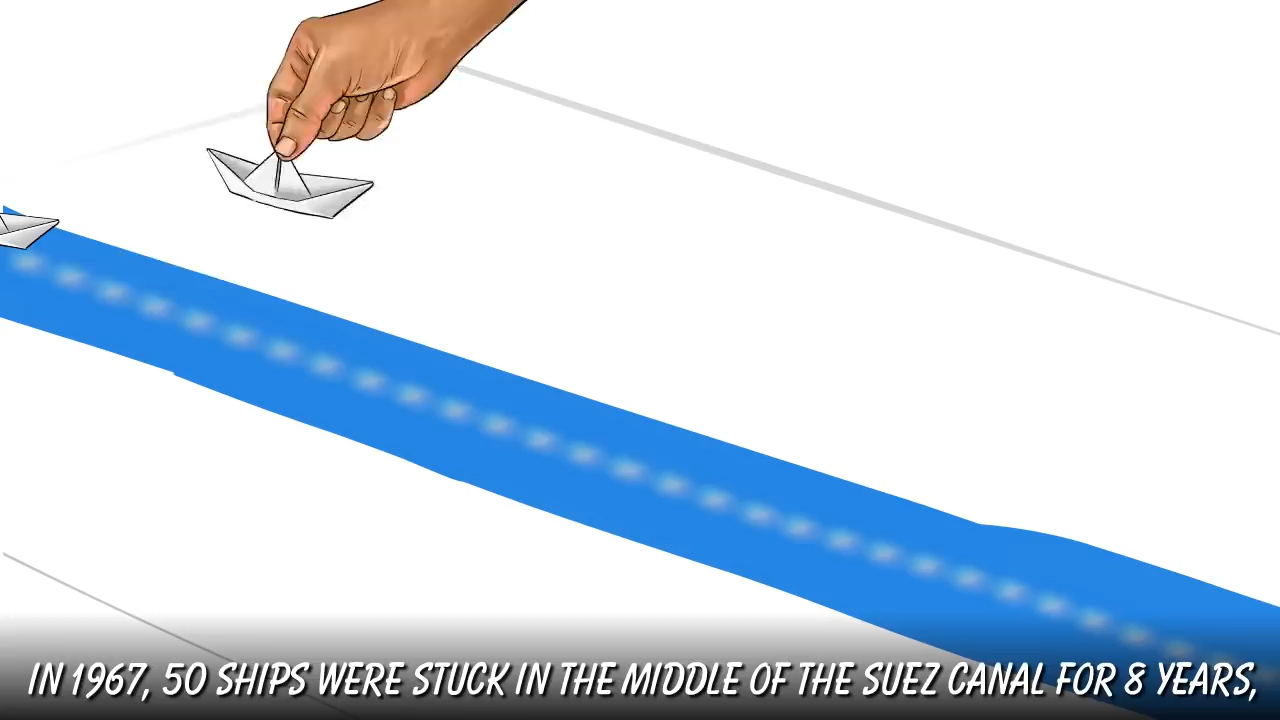 IN 1967, 50 SHIPS WERE STUCK IN THE MIDDLE OF THE SUEZ CANAL FOR 8 YEARS,